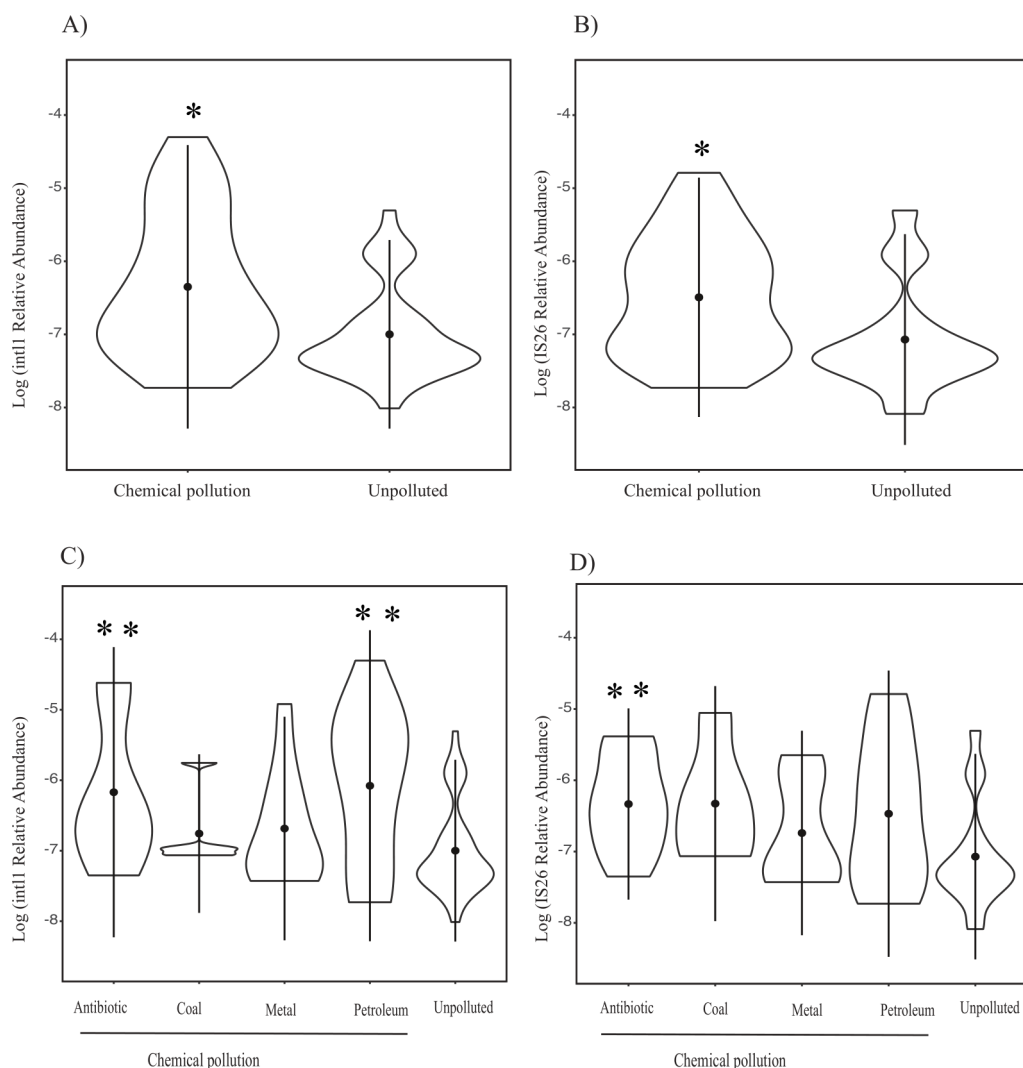 A)
Log (intl1 Relative Abundance)
-4
-5
-6
-7
-8
*
Chemical pollution Unpolluted
B)
Log (IS26 Relative Abundance)
-4
-5
-6
-7
-8
*
Chemical pollution Unpolluted
C)
Log (intl1 Relative Abundance)
-4
-5
-6
-7
-8
* * * *
Antibiotic Coal Metal Petroleum Unpolluted
Chemical pollution
D)
Log (IS26 Relative Abundance)
-4
-5
-6
-7
-8
* *
Antibiotic Coal Metal Petroleum Unpolluted
Chemical pollution